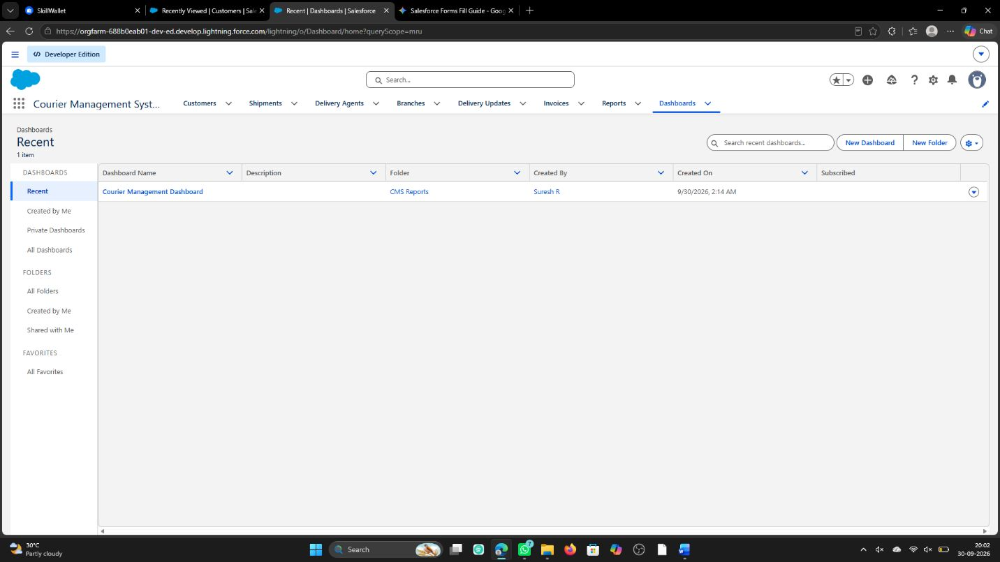 SkillWallet
Recently Viewed | Customers | Sale
Recent | Dashboards | Salesforce
Salesforce Forms Fill Guide - Goog
https://orgfarm-688b0eab01-dev-ed.develop.lightning.force.com/lightning/o/Dashboard/home?queryScope=mru
Chat
Developer Edition
Search...
Courier Management Syst...
Customers
Shipments
Delivery Agents
Branches
Delivery Updates
Invoices
Reports
Dashboards
Dashboards
Recent
1 item
Search recent dashboards...
New Dashboard
New Folder
DASHBOARDS
Recent
Created by Me
Private Dashboards
All Dashboards
FOLDERS
All Folders
Created by Me
Shared with Me
FAVORITES
All Favorites
Dashboard Name
Description
Folder
Created By
Created On
Subscribed
Courier Management Dashboard
CMS Reports
Suresh R
9/30/2026, 2:14 AM
30°C
Partly cloudy
Search
7
20:02
30-09-2026